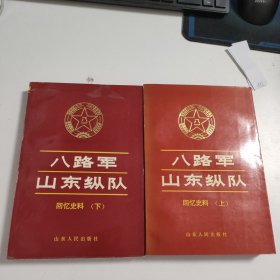 八路军
山东纵队
回忆史料 (下)
山东人民出版社
八路军
山东纵队
回忆史料 (上)
山东人民出版社